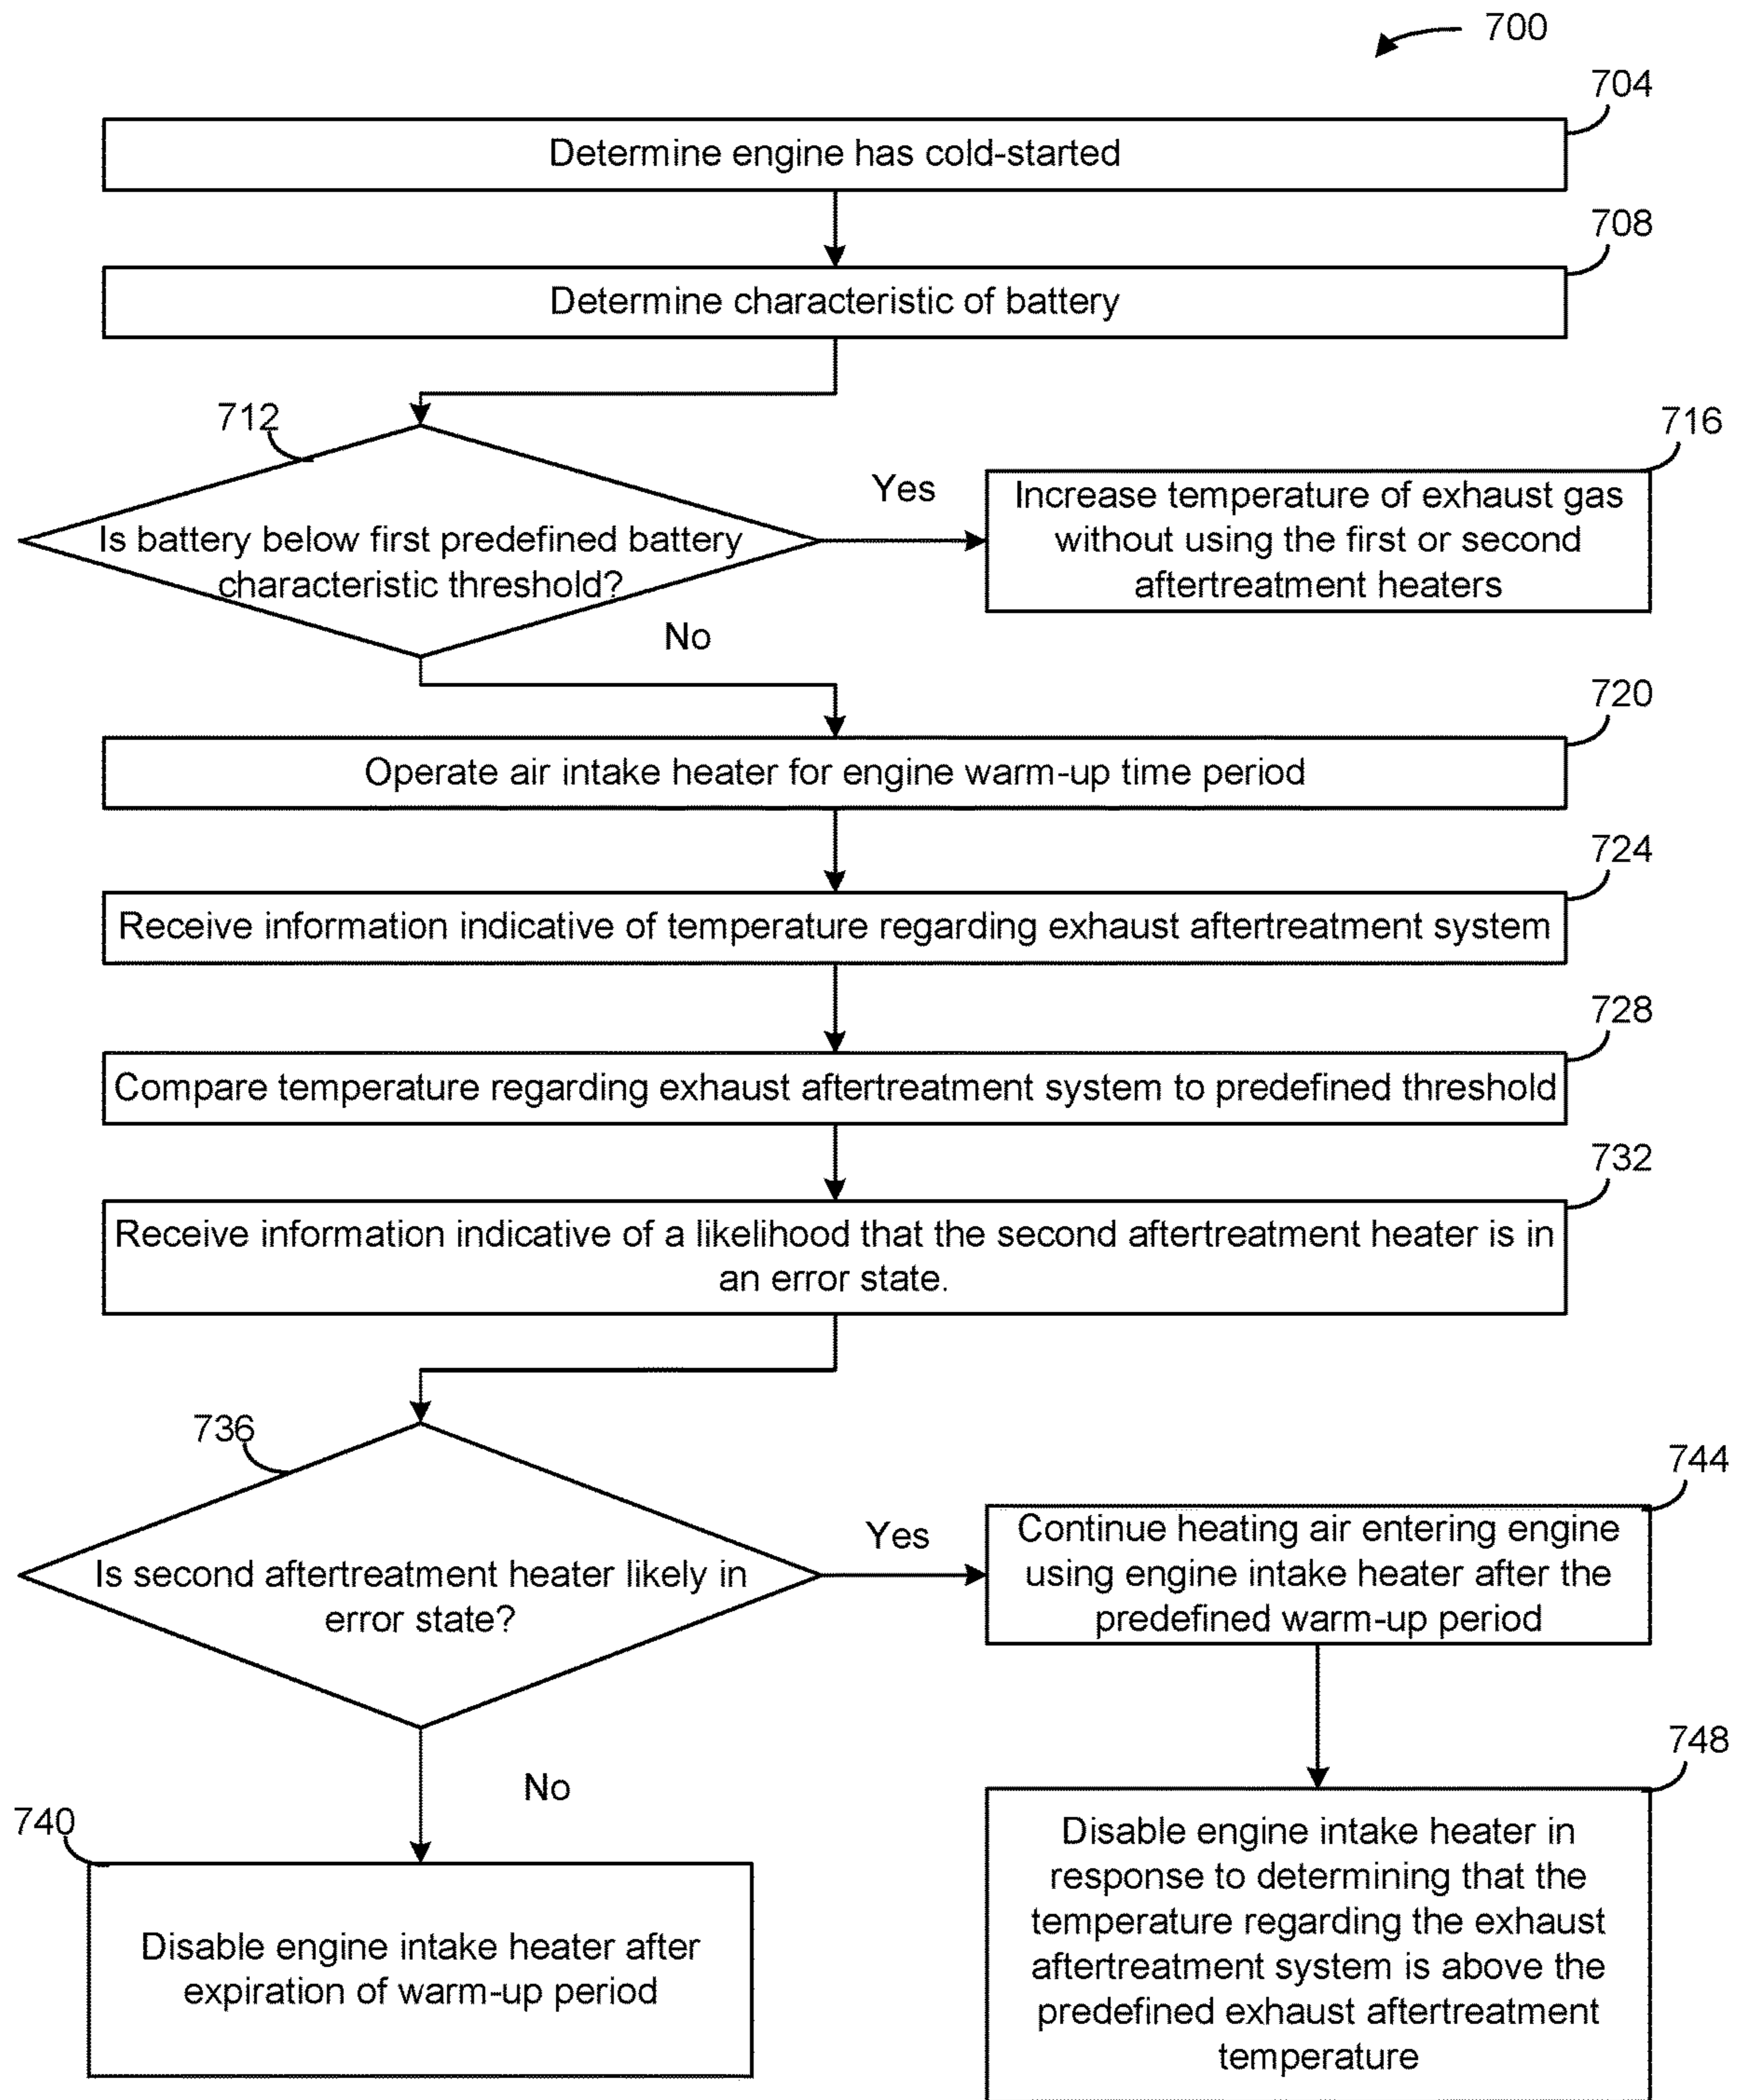 700
704
Determine engine has cold-started
708
Determine characteristic of battery
712
Is battery below first predefined battery
characteristic threshold?
Yes
716
Increase temperature of exhaust gas
without using the first or second
aftertreatment heaters
No
720
Operate air intake heater for engine warm-up time period
724
Receive information indicative of temperature regarding exhaust aftertreatment system
728
Compare temperature regarding exhaust aftertreatment system to predefined threshold
732
Receive information indicative of a likelihood that the second aftertreatment heater is in
an error state.
736
Is second aftertreatment heater likely in
error state?
Yes
744
Continue heating air entering engine
using engine intake heater after the
predefined warm-up period
No
740
Disable engine intake heater after
expiration of warm-up period
748
Disable engine intake heater in
response to determining that the
temperature regarding the exhaust
aftertreatment system is above the
predefined exhaust aftertreatment
temperature